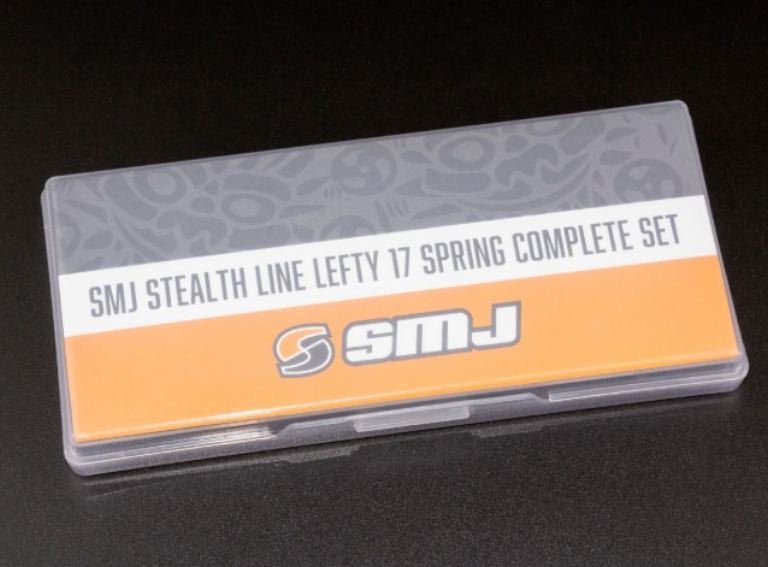 SMJ STEALTH LINE LEFTY 17 SPRING COMPLETE SET
SMJ